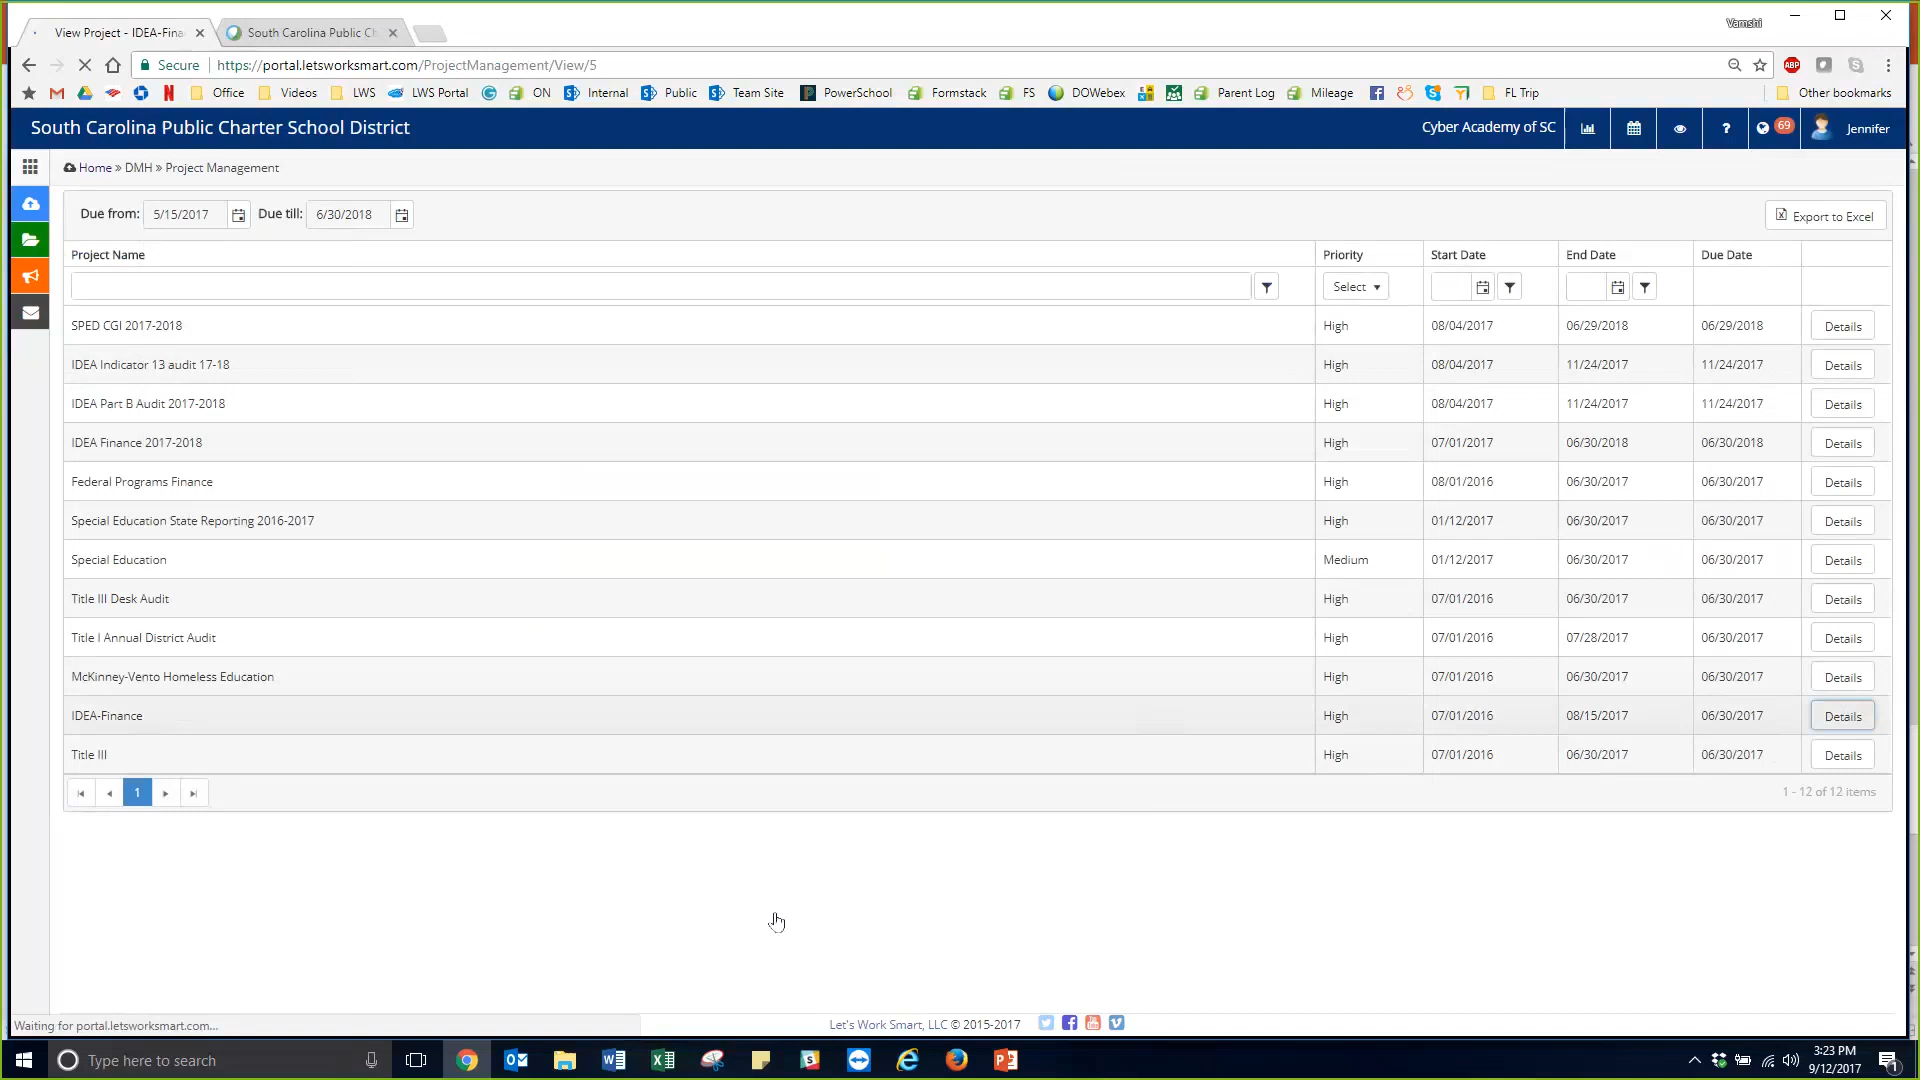 View Project - IDEA-Fina
South Carolina Public Ch
Vamshi
Secure
https://portal.letsworksmart.com/ProjectManagement/View/5
ABP
Office Videos LWS LWS Portal ON Internal Public Team Site PowerSchool Formstack FS DOWebex Parent Log Mileage FL Trip Other bookmarks
South Carolina Public Charter School District
Cyber Academy of SC ? 69 Jennifer
Home » DMH » Project Management
Due from: 5/15/2017 Due till: 6/30/2018 Export to Excel
Project Name Priority Start Date End Date Due Date
Select
SPED CGI 2017-2018 High 08/04/2017 06/29/2018 06/29/2018 Details
IDEA Indicator 13 audit 17-18 High 08/04/2017 11/24/2017 11/24/2017 Details
IDEA Part B Audit 2017-2018 High 08/04/2017 11/24/2017 11/24/2017 Details
IDEA Finance 2017-2018 High 07/01/2017 06/30/2018 06/30/2018 Details
Federal Programs Finance High 08/01/2016 06/30/2017 06/30/2017 Details
Special Education State Reporting 2016-2017 High 01/12/2017 06/30/2017 06/30/2017 Details
Special Education Medium 01/12/2017 06/30/2017 06/30/2017 Details
Title III Desk Audit High 07/01/2016 06/30/2017 06/30/2017 Details
Title I Annual District Audit High 07/01/2016 07/28/2017 06/30/2017 Details
McKinney-Vento Homeless Education High 07/01/2016 06/30/2017 06/30/2017 Details
IDEA-Finance High 07/01/2016 08/15/2017 06/30/2017 Details
Title III High 07/01/2016 06/30/2017 06/30/2017 Details
1
1 - 12 of 12 items
Let's Work Smart, LLC © 2015-2017
Waiting for portal.letsworksmart.com...
Type here to search
3:23 PM
9/12/2017
1